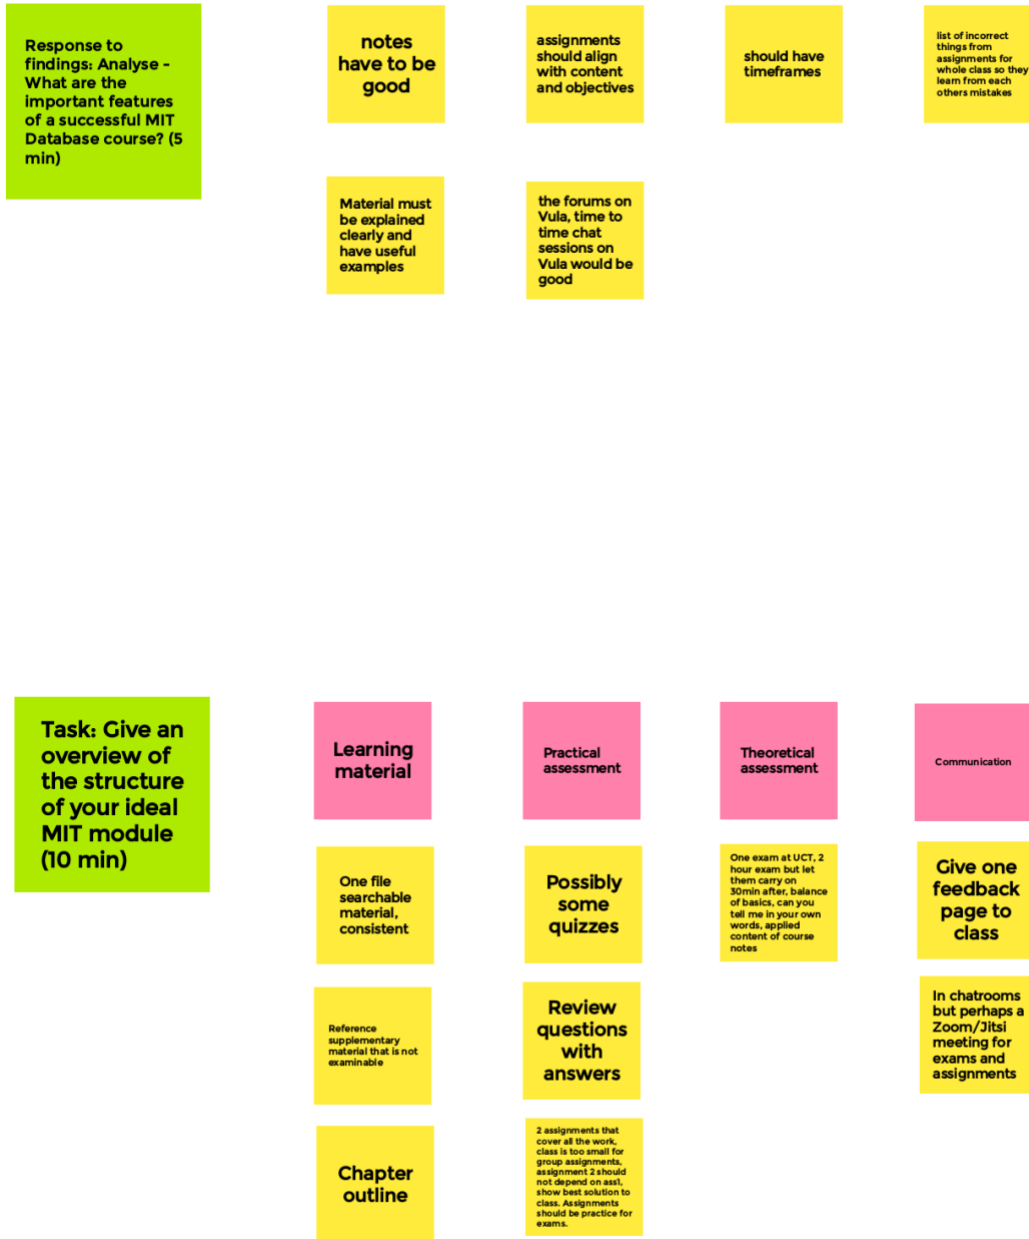 Response to
findings: Analyse -
What are the
important features
of a successful MIT
Database course? (5
min)
notes
have to be
good
assignments
should align
with content
and objectives
should have
timeframes
list of incorrect
things from
assignments for
whole class so they
learn from each
others mistakes
Material must
be explained
clearly and
have useful
examples
the forums on
Vula, time to
time chat
sessions on
Vula would be
good
Task: Give an
overview of
the structure
of your ideal
MIT module
(10 min)
Learning
material
Practical
assessment
Theoretical
assessment
Communication
One file
searchable
material,
consistent
Possibly
some
quizzes
One exam at UCT, 2
hour exam but let
them carry on
30min after, balance
of basics, can you
tell me in your own
words, applied
content of course
notes
Give one
feedback
page to
class
Reference
supplementary
material that is not
examinable
Review
questions
with
answers
In chatrooms
but perhaps a
Zoom/Jitsi
meeting for
exams and
assignments
Chapter
outline
2 assignments that
cover all the work,
class is too small for
group assignments,
assignment 2 should
not depend on ass1,
show best solution to
class. Assignments
should be practice for
exams.